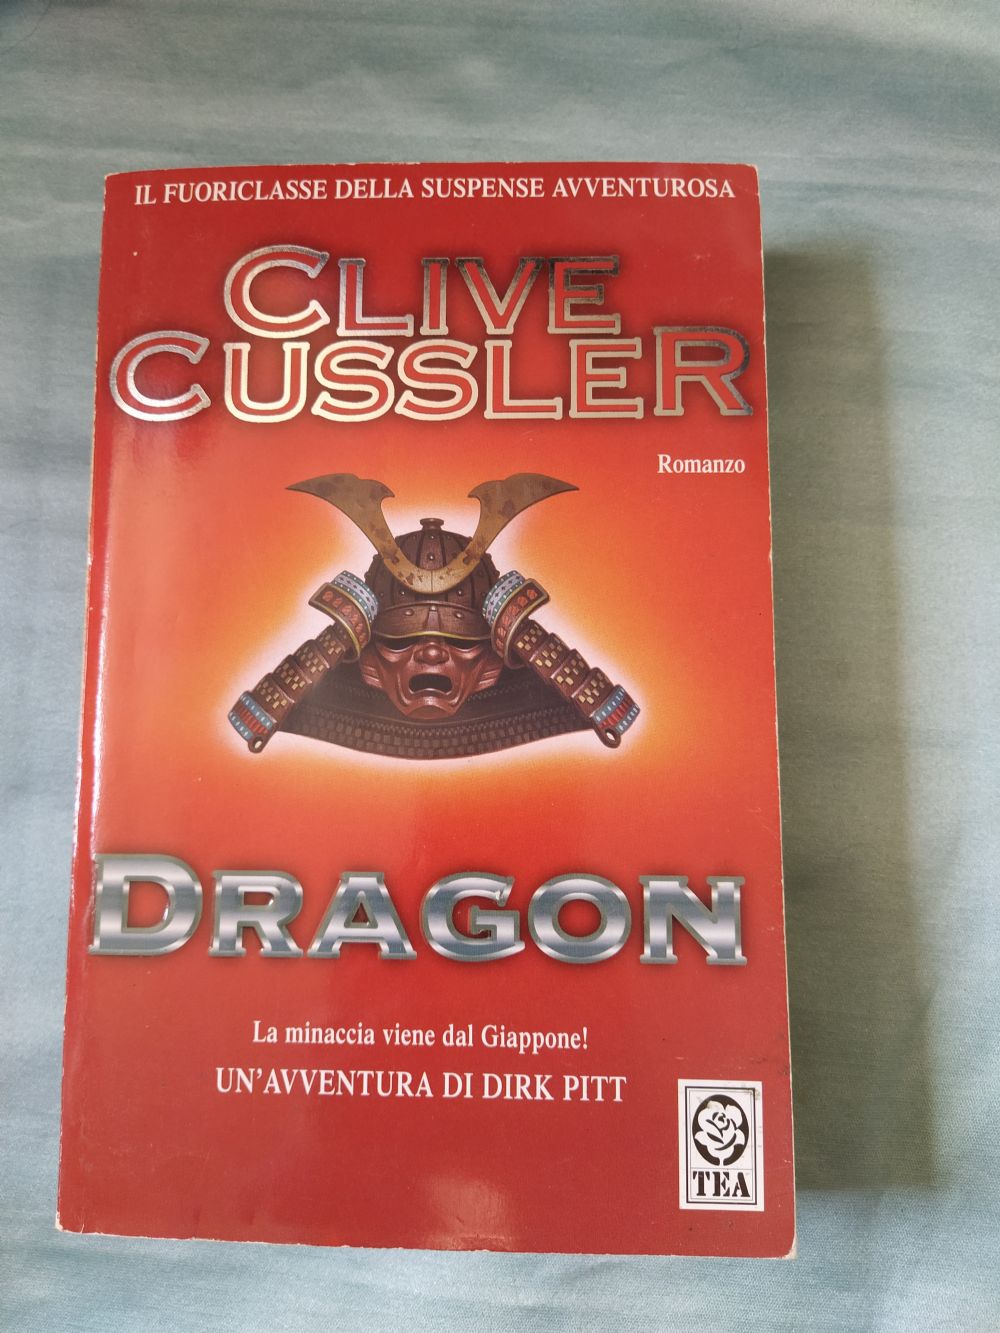 IL FUORICLASSE DELLA SUSPENSE AVVENTUROSA
CLIVE
CUSSLER
Romanzo
DRAGON
La minaccia viene dal Giappone!
UN'AVVENTURA DI DIRK PITT
TEA